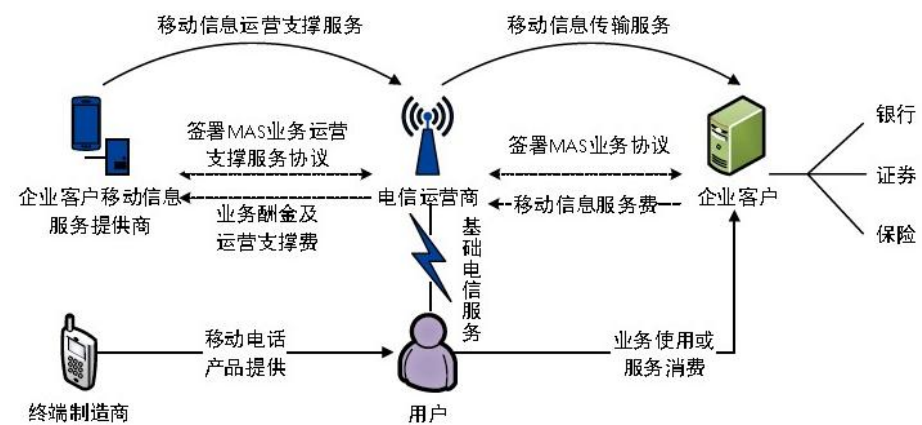 移动信息运营支撑服务
移动信息传输服务
签署MAS业务运营
支撑服务协议
签署MAS业务协议
银行
证券
保险
企业客户移动信息
服务提供商
电信运营商
企业客户
业务酬金及
运营支撑费
移动信息服务费
基础电信服务
移动电话
产品提供
业务使用或
服务消费
终端制造商
用户